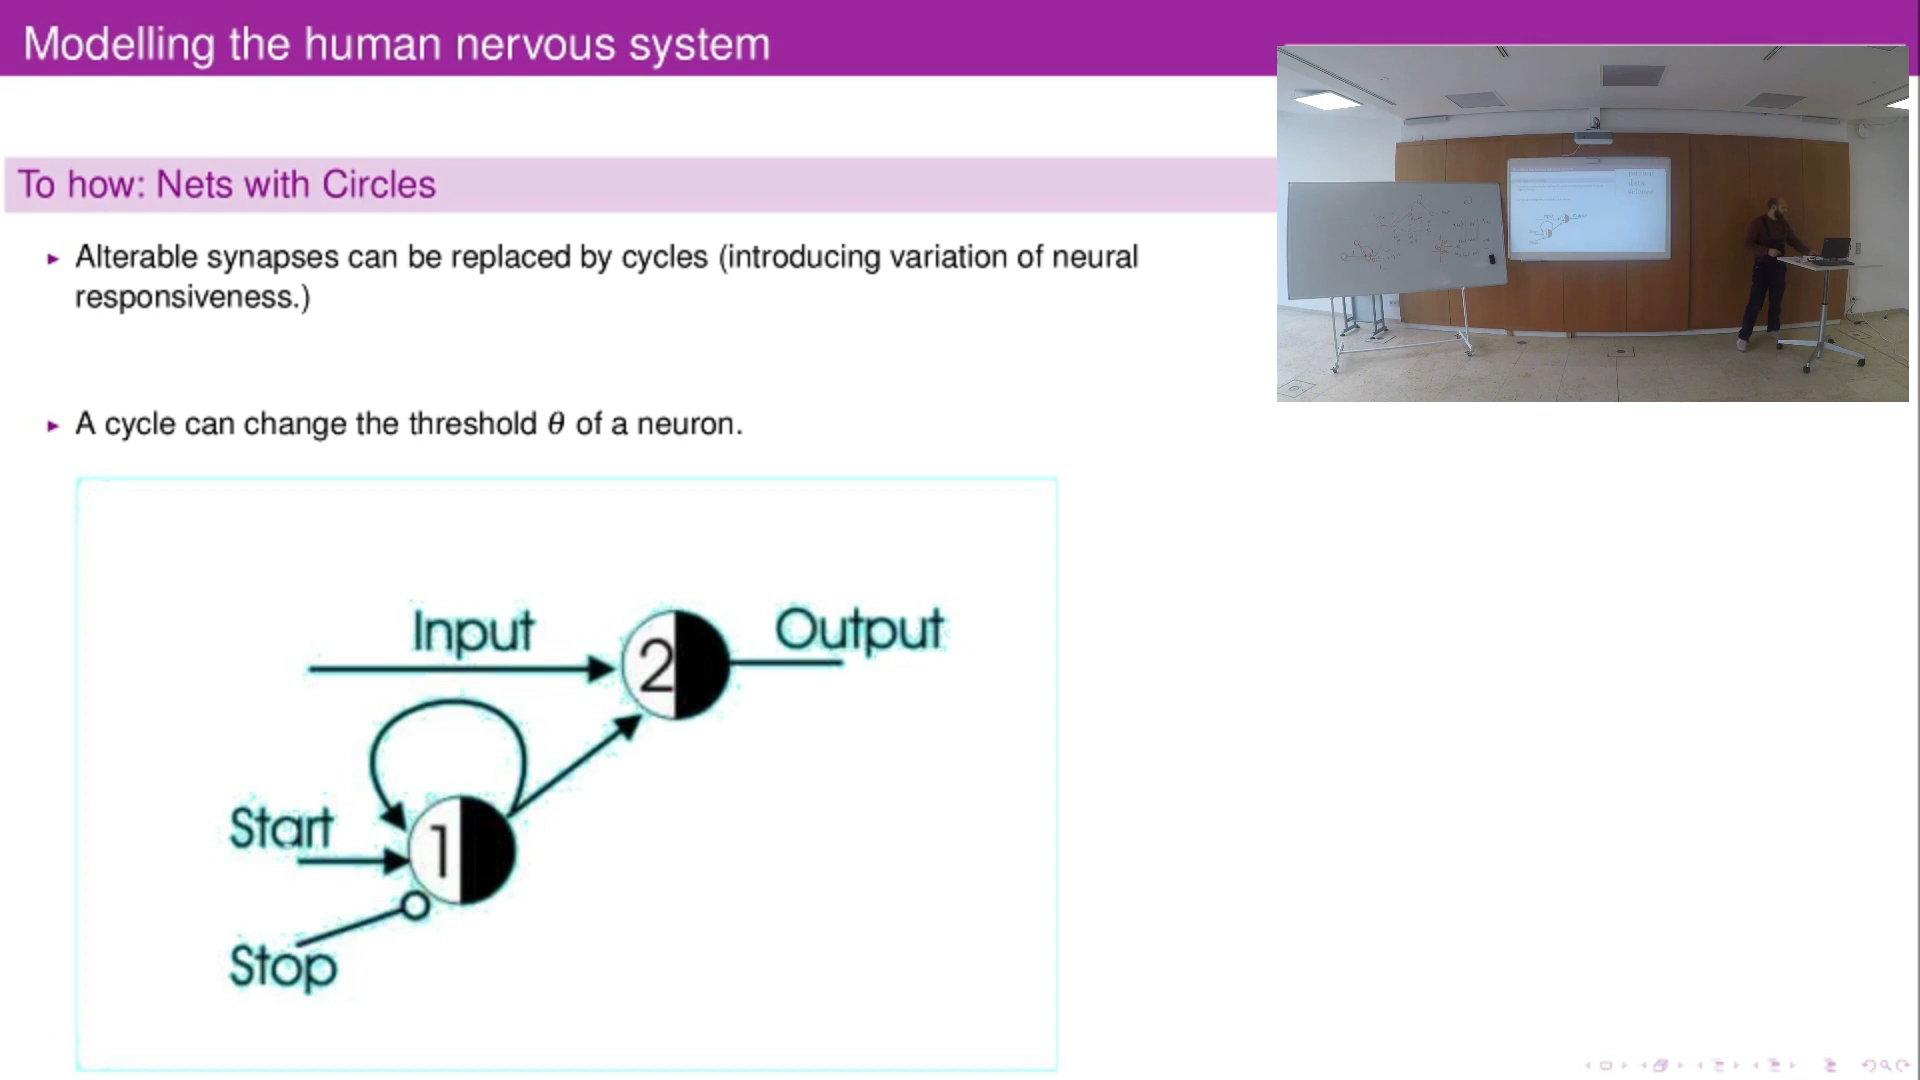 Modelling the human nervous system
To how: Nets with Circles
Alterable synapses can be replaced by cycles (introducing variation of neural
responsiveness.)
A cycle can change the threshold θ of a neuron.
Input
2
Output
Start
1
Stop